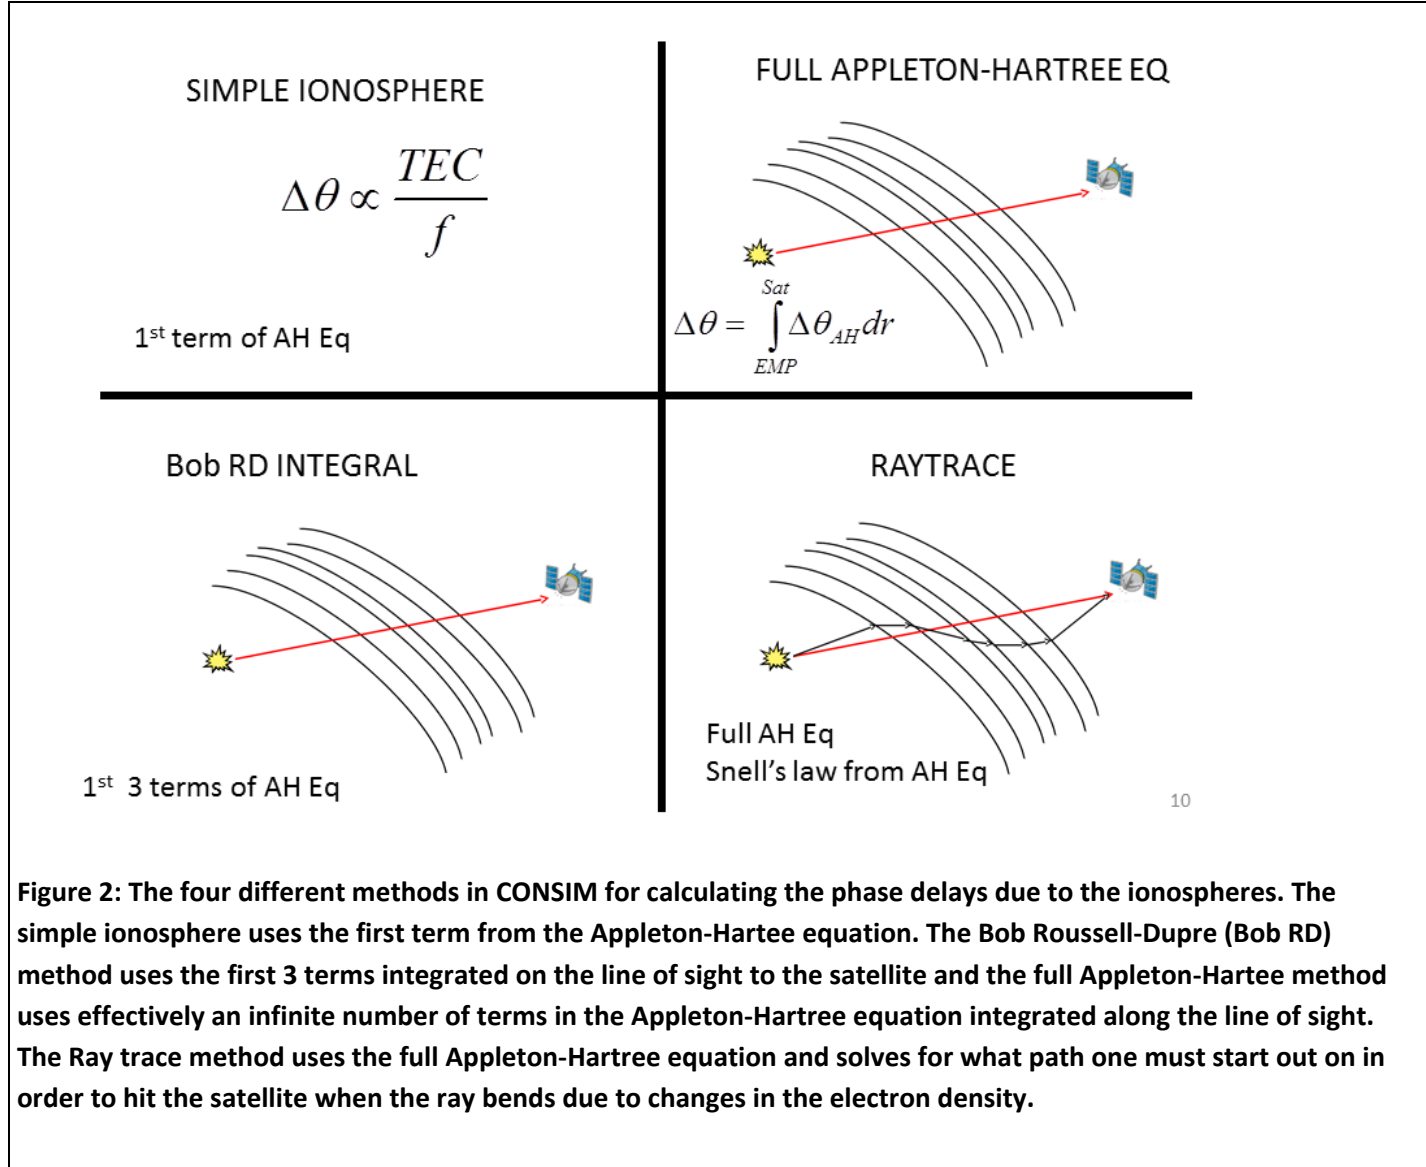 SIMPLE IONOSPHERE
Δθ ∝ TEC / f
1st term of AH Eq
FULL APPLETON-HARTREE EQ
Δθ = ∫ Sat EMP Δθ AH dr
Bob RD INTEGRAL
1st 3 terms of AH Eq
RAYTRACE
Full AH Eq
Snell’s law from AH Eq
10
Figure 2: The four different methods in CONSIM for calculating the phase delays due to the ionospheres. The
simple ionosphere uses the first term from the Appleton-Hartee equation. The Bob Roussell-Dupre (Bob RD)
method uses the first 3 terms integrated on the line of sight to the satellite and the full Appleton-Hartee method
uses effectively an infinite number of terms in the Appleton-Hartree equation integrated along the line of sight.
The Ray trace method uses the full Appleton-Hartree equation and solves for what path one must start out on in
order to hit the satellite when the ray bends due to changes in the electron density.